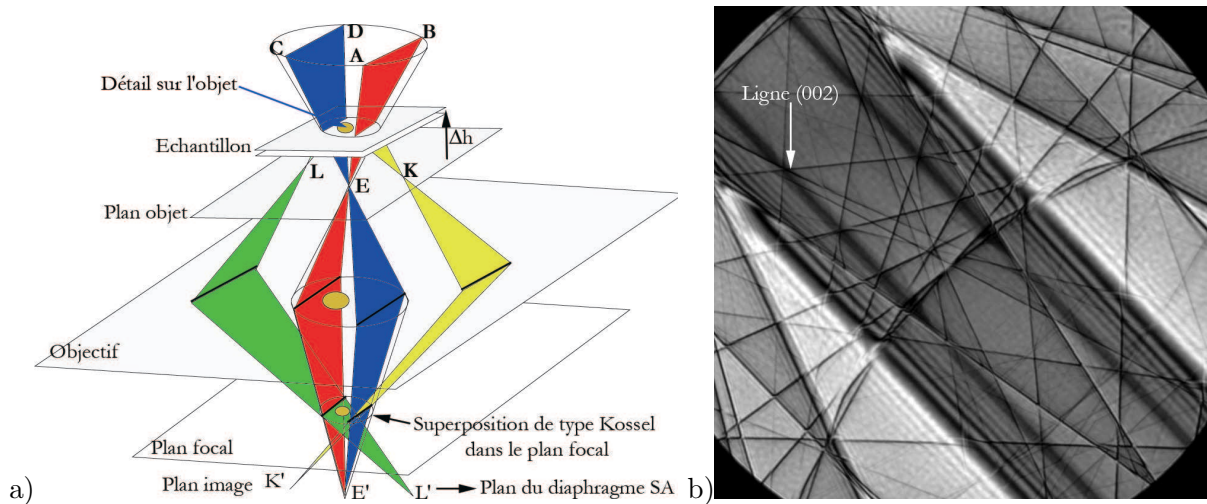 D
B
C
A
Détail sur l'objet
Echantillon
Δh
L
E
K
Plan objet
Objectif
Superposition de type Kossel
dans le plan focal
Plan focal
K'
Plan image
E'
L'
Plan du diaphragme SA
a)
Ligne (002)
b)